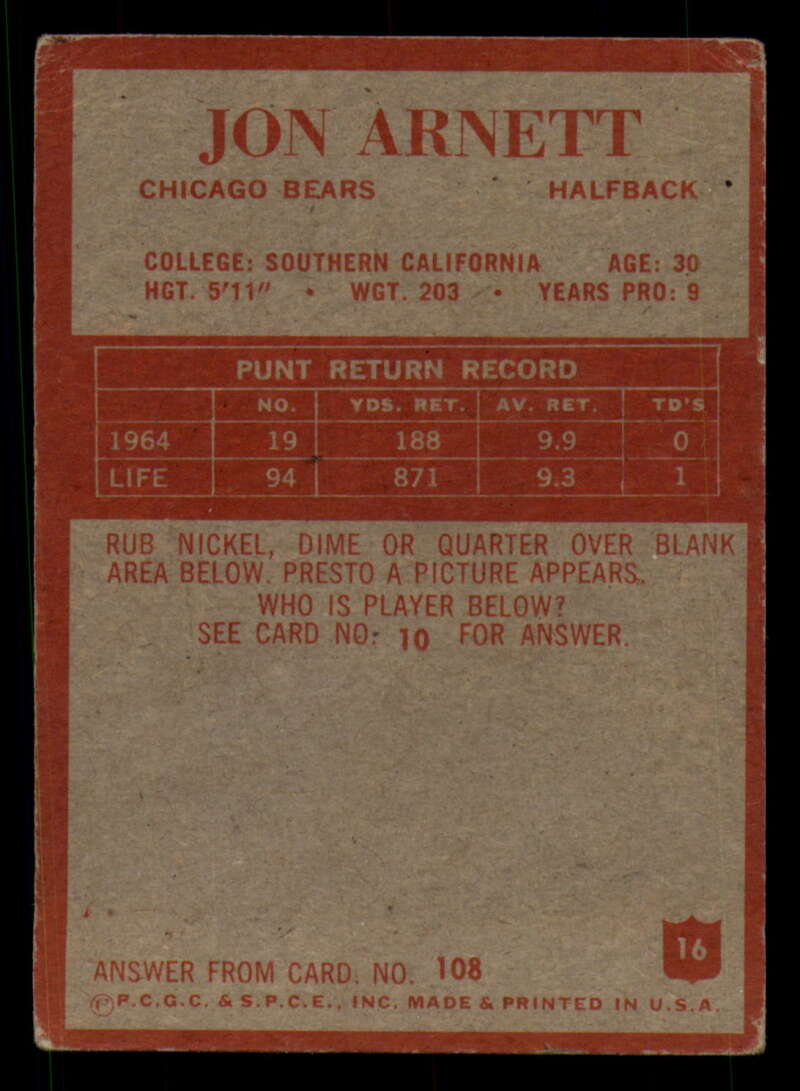 JON ARNETT
CHICAGO BEARS HALFBACK
COLLEGE: SOUTHERN CALIFORNIA AGE: 30
HGT. 5'11" • WGT. 203 • YEARS PRO: 9
PUNT RETURN RECORD
NO. YDS. RET. AV. RET. TD'S
1964 19 188 9.9 0
LIFE 94 871 9.3 1
RUB NICKEL, DIME OR QUARTER OVER BLANK
AREA BELOW. PRESTO A PICTURE APPEARS.
WHO IS PLAYER BELOW?
SEE CARD NO: 10 FOR ANSWER.
16
ANSWER FROM CARD. NO. 108
Ⓟ P.C.G.C. & S.P.C.E., INC. MADE & PRINTED IN U.S.A.